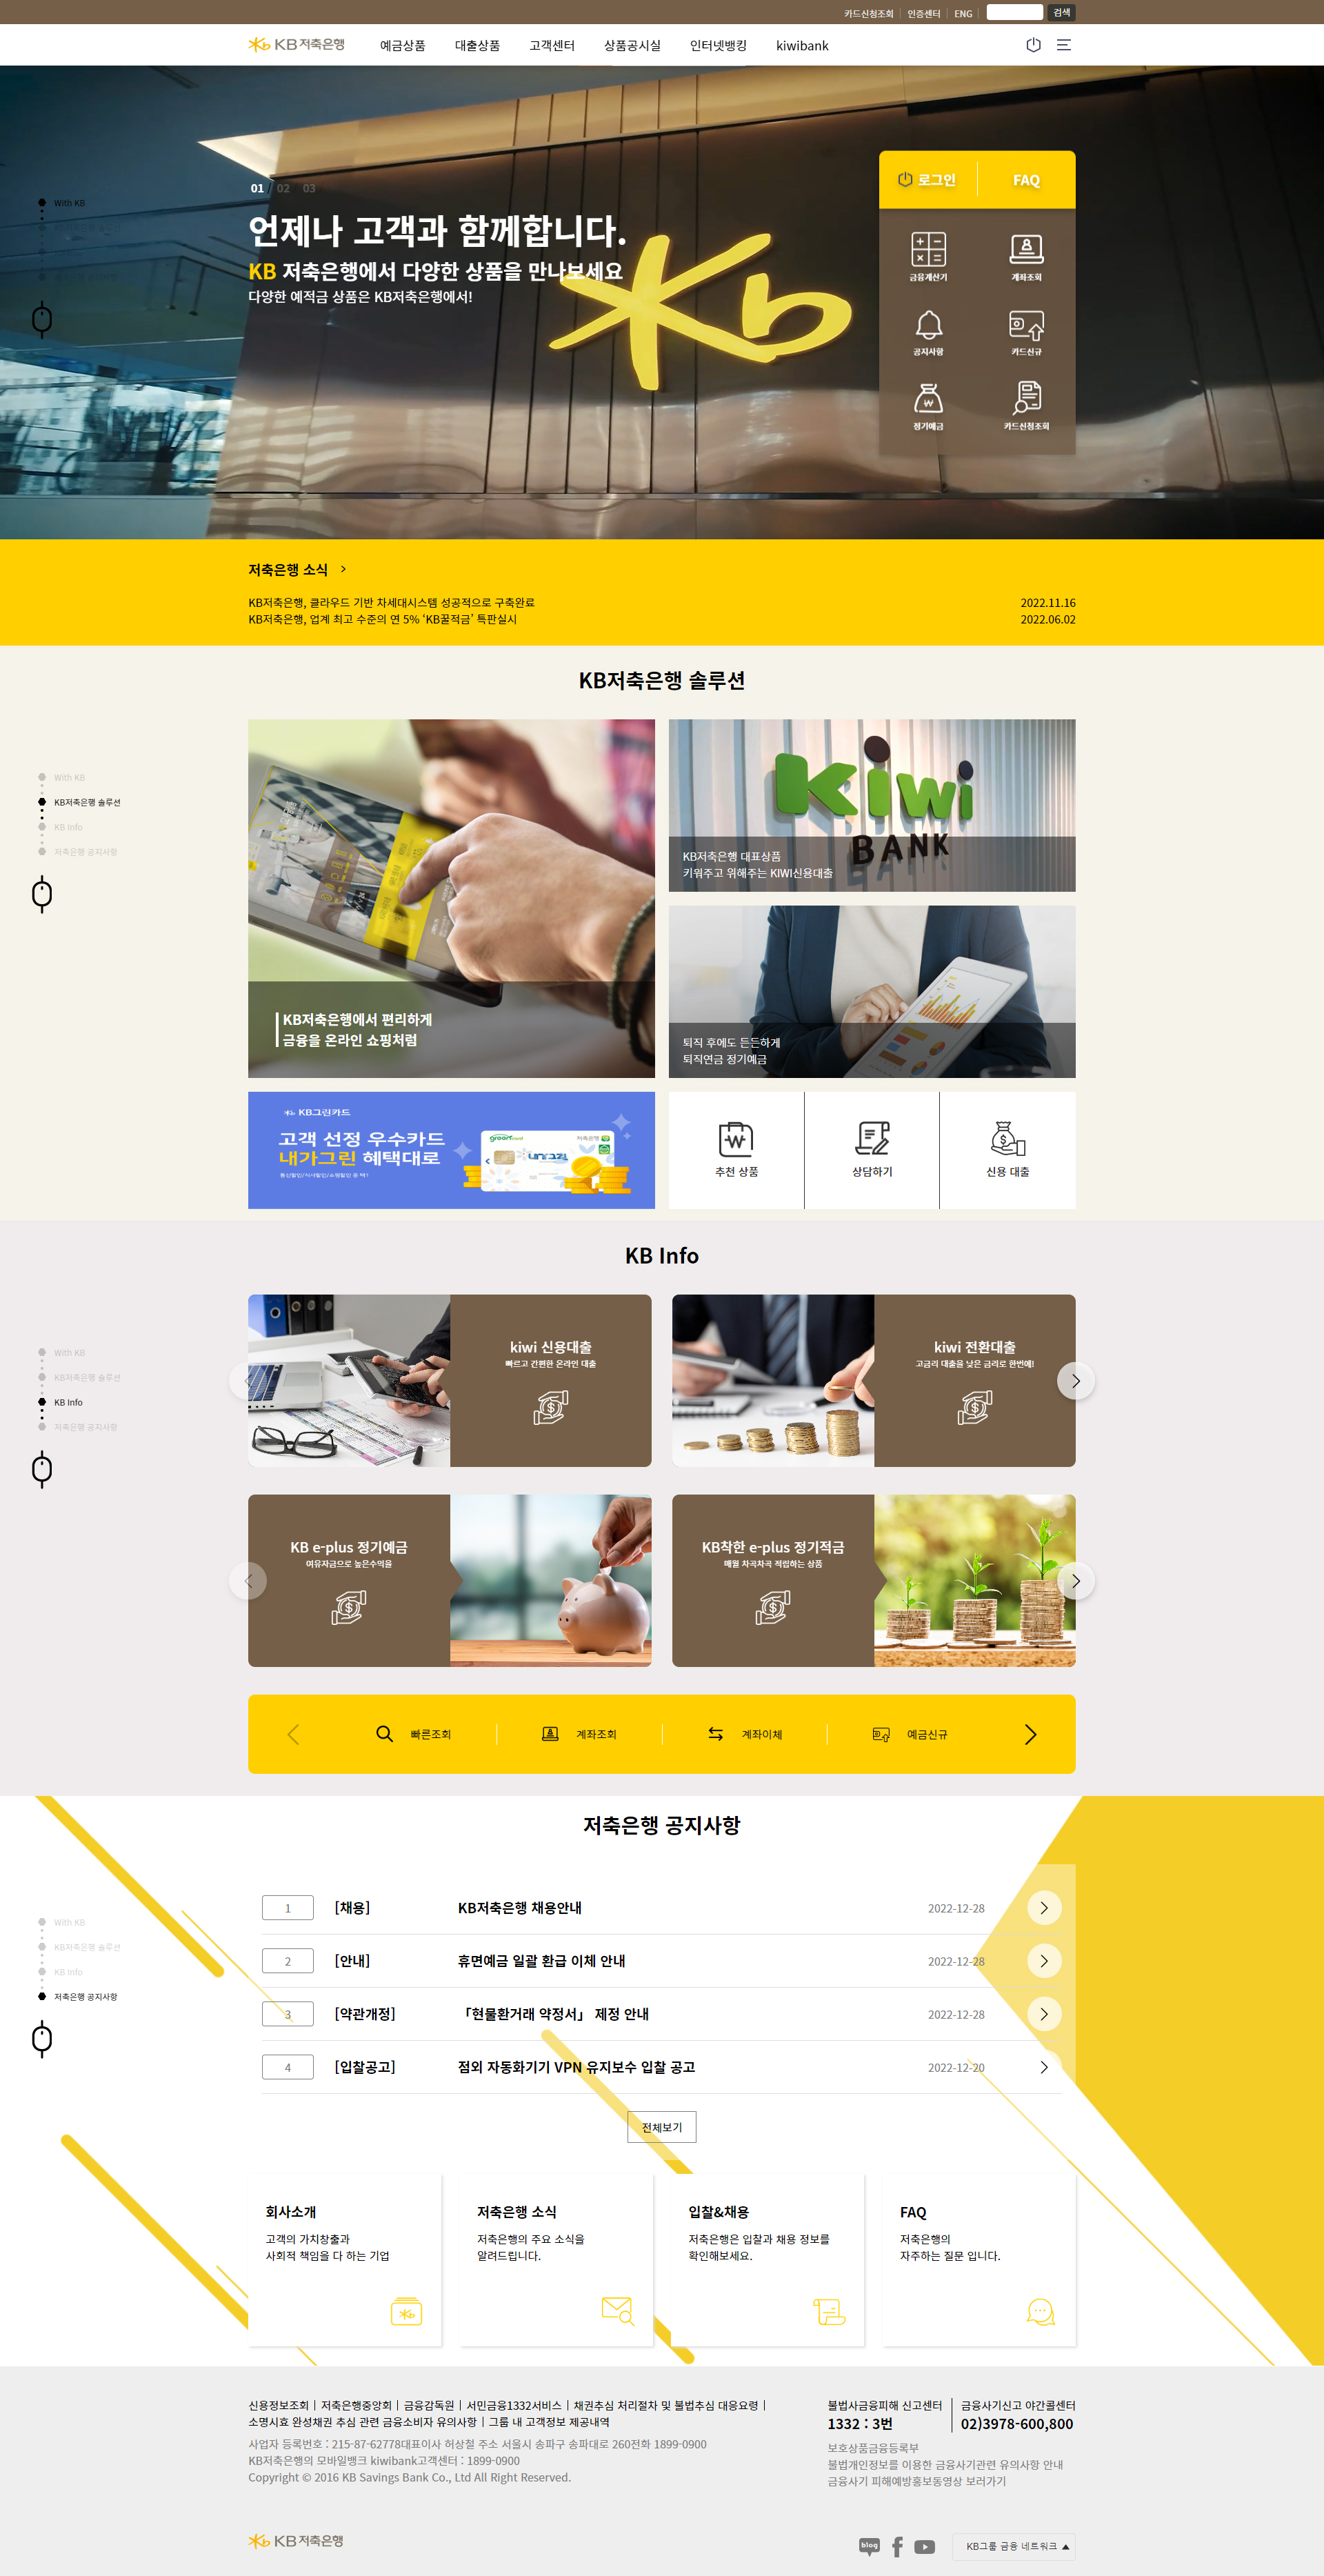 카드신청조회
인증센터
ENG
검색
KB 저축은행
예금상품
대출상품
고객센터
상품공시실
인터넷뱅킹
kiwibank
01 / 02 03
언제나 고객과 함께합니다.
KB 저축은행에서 다양한 상품을 만나보세요
다양한 예적금 상품은 KB저축은행에서!
With KB
로그인
FAQ
금융계산기
계좌조회
공지사항
카드신규
정기예금
카드신청조회
저축은행 소식
KB저축은행, 클라우드 기반 차세대시스템 성공적으로 구축완료
2022.11.16
KB저축은행, 업계 최고 수준의 연 5% ‘KB꿀적금’ 특판실시
2022.06.02
KB저축은행 솔루션
With KB
KB저축은행 솔루션
KB Info
저축은행 공지사항
Kiwi
BANK
KB저축은행 대표상품
키워주고 위해주는 KIWI신용대출
KB저축은행에서 편리하게
금융을 온라인 쇼핑처럼
퇴직 후에도 든든하게
퇴직연금 정기예금
KB그린카드
고객 선정 우수카드
내가그린 혜택대로
추천 상품
상담하기
신용 대출
KB Info
With KB
KB저축은행 솔루션
KB Info
저축은행 공지사항
kiwi 신용대출
빠르고 간편한 온라인 대출
kiwi 전환대출
고금리 대출을 낮은 금리로 한번에!
KB e-plus 정기예금
여유자금으로 높은수익을
KB착한 e-plus 정기적금
매월 차곡차곡 적립하는 상품
빠른조회
계좌조회
계좌이체
예금신규
저축은행 공지사항
With KB
KB저축은행 솔루션
KB Info
저축은행 공지사항
1 [채용] KB저축은행 채용안내 2022-12-28
2 [안내] 휴면예금 일괄 환급 이체 안내 2022-12-28
3 [약관개정] 「현물환거래 약정서」 제정 안내 2022-12-28
4 [입찰공고] 점외 자동화기기 VPN 유지보수 입찰 공고 2022-12-20
전체보기
회사소개
고객의 가치창출과
사회적 책임을 다 하는 기업
저축은행 소식
저축은행의 주요 소식을
알려드립니다.
입찰&채용
저축은행은 입찰과 채용 정보를
확인해보세요.
FAQ
저축은행의
자주하는 질문 입니다.
신용정보조회 | 저축은행중앙회 | 금융감독원 | 서민금융1332서비스 | 채권추심 처리절차 및 불법추심 대응요령 |
소명시효 완성채권 추심 관련 금융소비자 유의사항 | 그룹 내 고객정보 제공내역
사업자 등록번호 : 215-87-62778대표이사 허상철 주소 서울시 송파구 송파대로 260전화 1899-0900
KB저축은행의 모바일뱅크 kiwibank고객센터 : 1899-0900
Copyright © 2016 KB Savings Bank Co., Ltd All Right Reserved.
불법사금융피해 신고센터
1332 : 3번
금융사기신고 야간콜센터
02)3978-600,800
보호상품금융등록부
불법개인정보를 이용한 금융사기관련 유의사항 안내
금융사기 피해예방홍보동영상 보러가기
KB 저축은행
blog
KB그룹 금융 네트워크 ▲